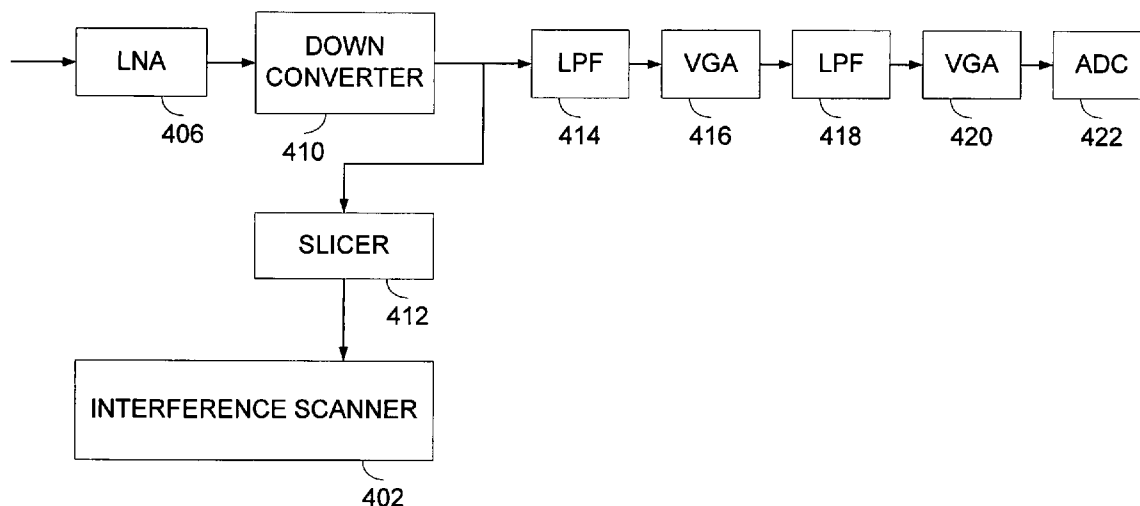 LNA
406
DOWN
CONVERTER
410
LPF
414
VGA
416
LPF
418
VGA
420
ADC
422
SLICER
412
INTERFERENCE SCANNER
402